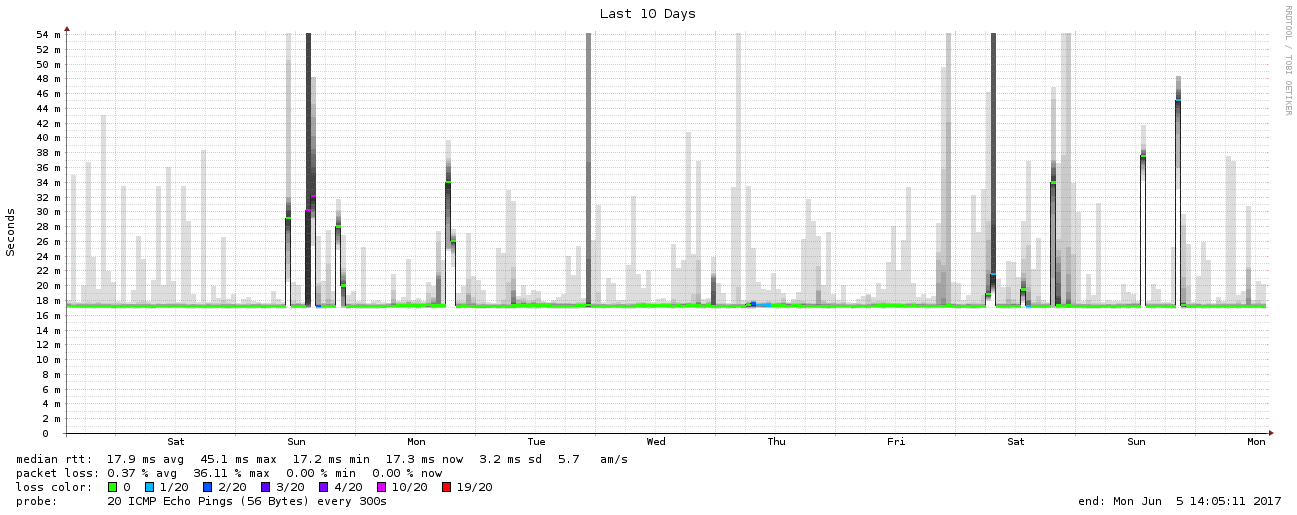 Last 10 Days
RRDTOOL / TOBI OETIKER
Seconds
54 m
52 m
50 m
48 m
46 m
44 m
42 m
40 m
38 m
36 m
34 m
32 m
30 m
28 m
26 m
24 m
22 m
20 m
18 m
16 m
14 m
12 m
10 m
8 m
6 m
4 m
2 m
0
Sat Sun Mon Tue Wed Thu Fri Sat Sun Mon
median rtt: 17.9 ms avg 45.1 ms max 17.2 ms min 17.3 ms now 3.2 ms sd 5.7 am/s
packet loss: 0.37 % avg 36.11 % max 0.00 % min 0.00 % now
loss color: 0 1/20 2/20 3/20 4/20 10/20 19/20
probe: 20 ICMP Echo Pings (56 Bytes) every 300s end: Mon Jun 5 14:05:11 2017